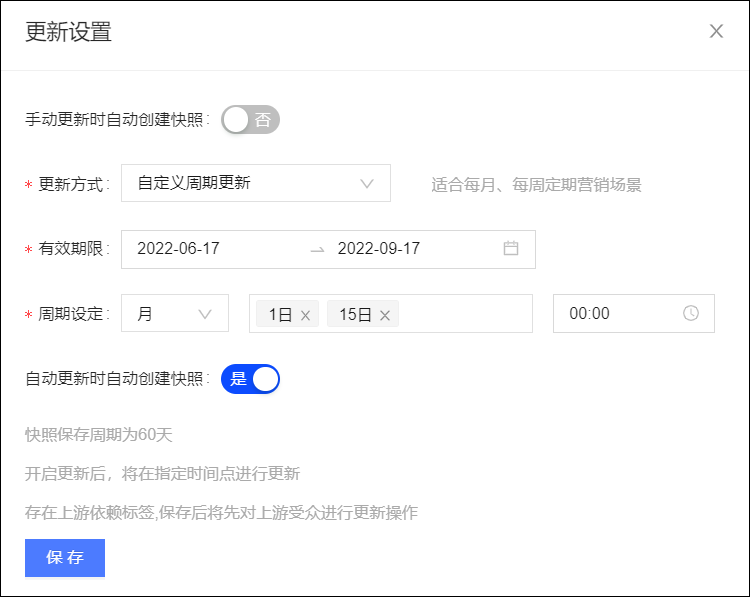 更新设置
手动更新时自动创建快照: 否
* 更新方式: 自定义周期更新 适合每月、每周定期营销场景
* 有效期限: 2022-06-17 → 2022-09-17
* 周期设定: 月 1日 × 15日 × 00:00
自动更新时自动创建快照: 是
快照保存周期为60天
开启更新后，将在指定时间点进行更新
存在上游依赖标签,保存后将先对上游受众进行更新操作
保 存